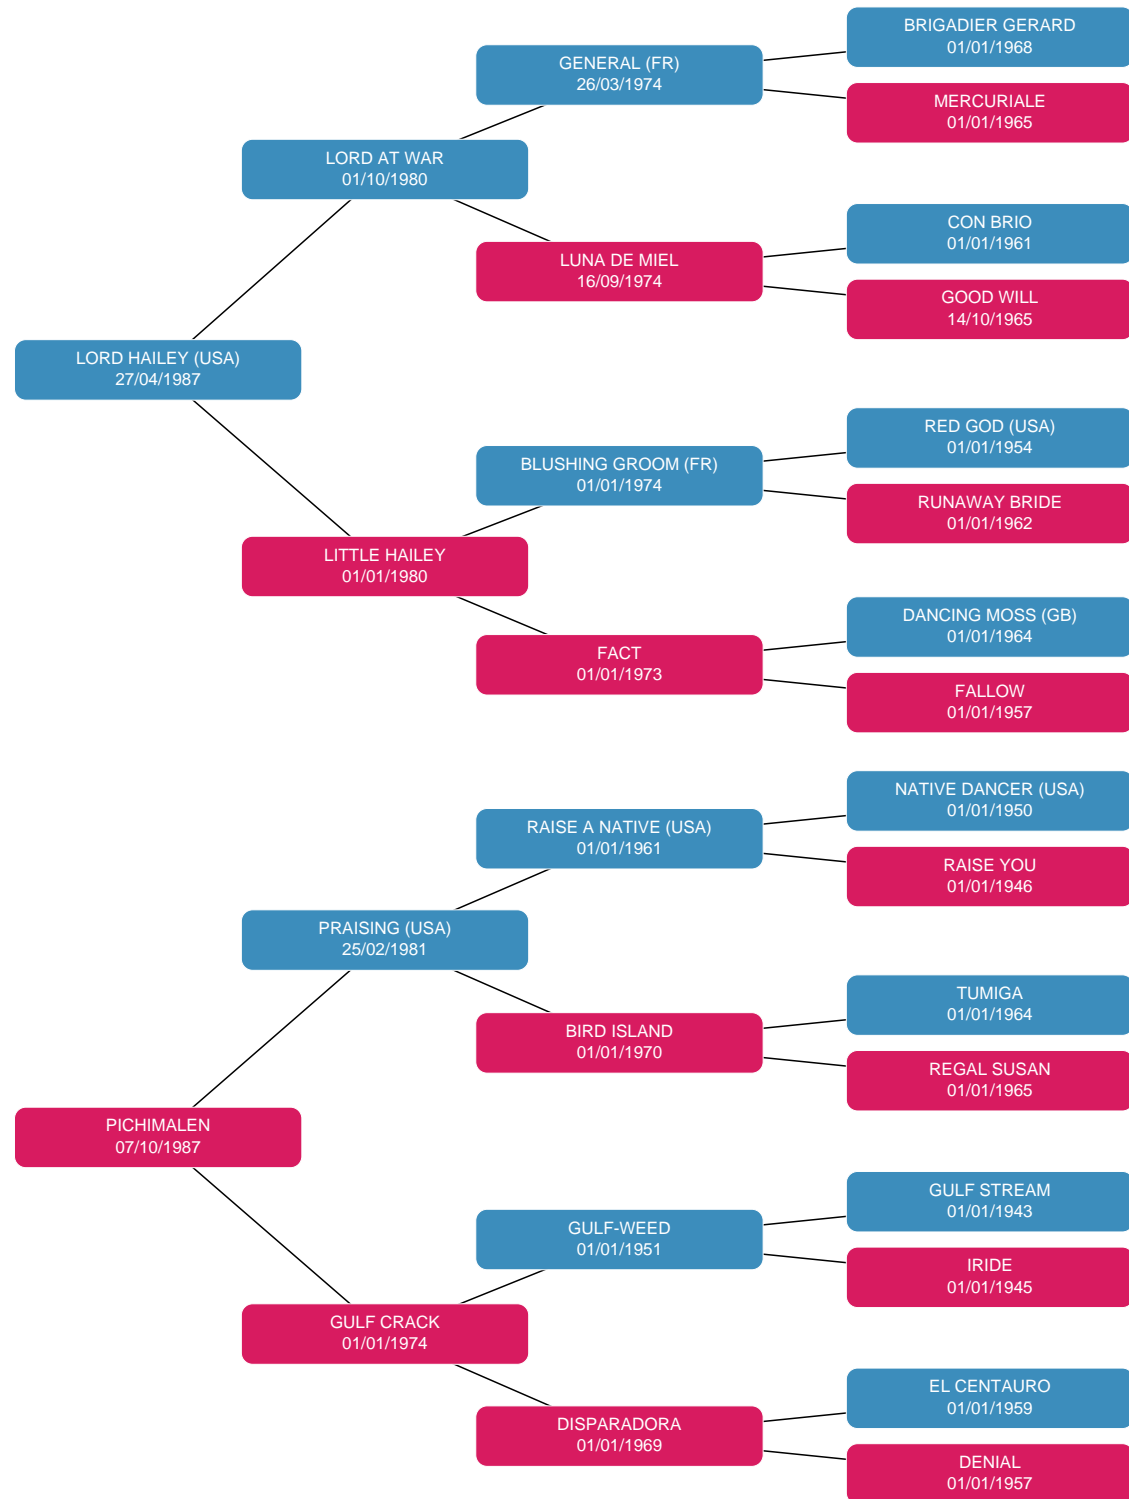 BRIGADIER GERARD
01/01/1968
GENERAL (FR)
26/03/1974
MERCURIALE
01/01/1965
LORD AT WAR
01/10/1980
CON BRIO
01/01/1961
LUNA DE MIEL
16/09/1974
GOOD WILL
14/10/1965
LORD HAILEY (USA)
27/04/1987
RED GOD (USA)
01/01/1954
BLUSHING GROOM (FR)
01/01/1974
RUNAWAY BRIDE
01/01/1962
LITTLE HAILEY
01/01/1980
DANCING MOSS (GB)
01/01/1964
FACT
01/01/1973
FALLOW
01/01/1957
NATIVE DANCER (USA)
01/01/1950
RAISE A NATIVE (USA)
01/01/1961
RAISE YOU
01/01/1946
PRAISING (USA)
25/02/1981
TUMIGA
01/01/1964
BIRD ISLAND
01/01/1970
REGAL SUSAN
01/01/1965
PICHIMALEN
07/10/1987
GULF STREAM
01/01/1943
GULF-WEED
01/01/1951
IRIDE
01/01/1945
GULF CRACK
01/01/1974
EL CENTAURO
01/01/1959
DISPARADORA
01/01/1969
DENIAL
01/01/1957